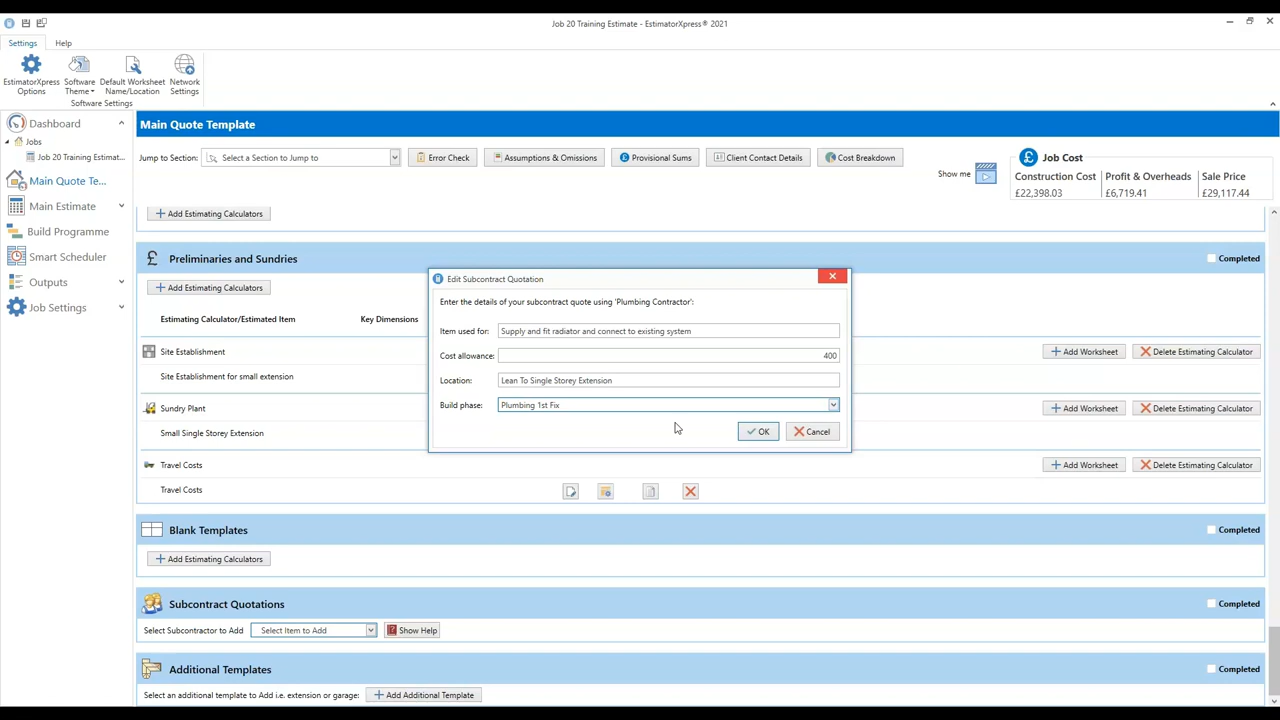 Job 20 Training Estimate - EstimatorXpress® 2021
Settings
Help
EstimatorXpress Options
Software Theme
Default Worksheet Name/Location
Network Settings
Software Settings
Dashboard
Jobs
Job 20 Training Estimat...
Main Quote Te...
Main Estimate
Build Programme
Smart Scheduler
Outputs
Job Settings
Main Quote Template
Jump to Section:
Select a Section to Jump to
Error Check
Assumptions & Omissions
Provisional Sums
Client Contact Details
Cost Breakdown
Show me
Job Cost
Construction Cost
Profit & Overheads
Sale Price
£22,398.03
£6,719.41
£29,117.44
Add Estimating Calculators
Preliminaries and Sundries
Completed
Add Estimating Calculators
Estimating Calculator/Estimated Item
Key Dimensions
Site Establishment
Add Worksheet
Delete Estimating Calculator
Site Establishment for small extension
Sundry Plant
Add Worksheet
Delete Estimating Calculator
Small Single Storey Extension
Travel Costs
Add Worksheet
Delete Estimating Calculator
Travel Costs
Edit Subcontract Quotation
Enter the details of your subcontract quote using 'Plumbing Contractor':
Item used for:
Supply and fit radiator and connect to existing system
Cost allowance:
400
Location:
Lean To Single Storey Extension
Build phase:
Plumbing 1st Fix
OK
Cancel
Blank Templates
Completed
Add Estimating Calculators
Subcontract Quotations
Completed
Select Subcontractor to Add
Select Item to Add
Show Help
Additional Templates
Completed
Select an additional template to Add i.e. extension or garage:
Add Additional Template